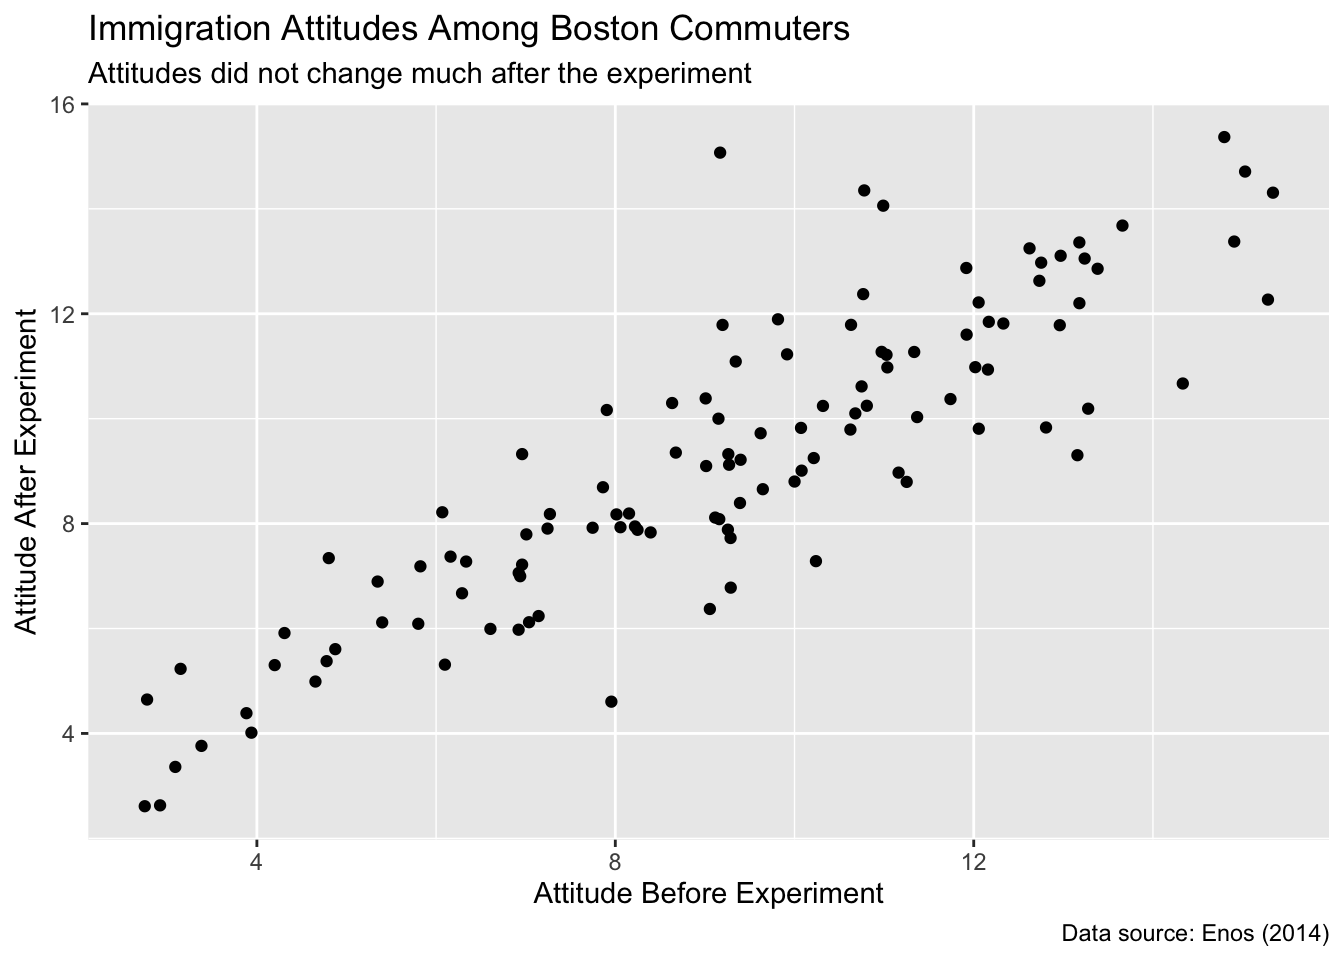 Immigration Attitudes Among Boston Commuters
Attitudes did not change much after the experiment
16
12
8
4
Attitude After Experiment
4
8
12
Attitude Before Experiment
Data source: Enos (2014)